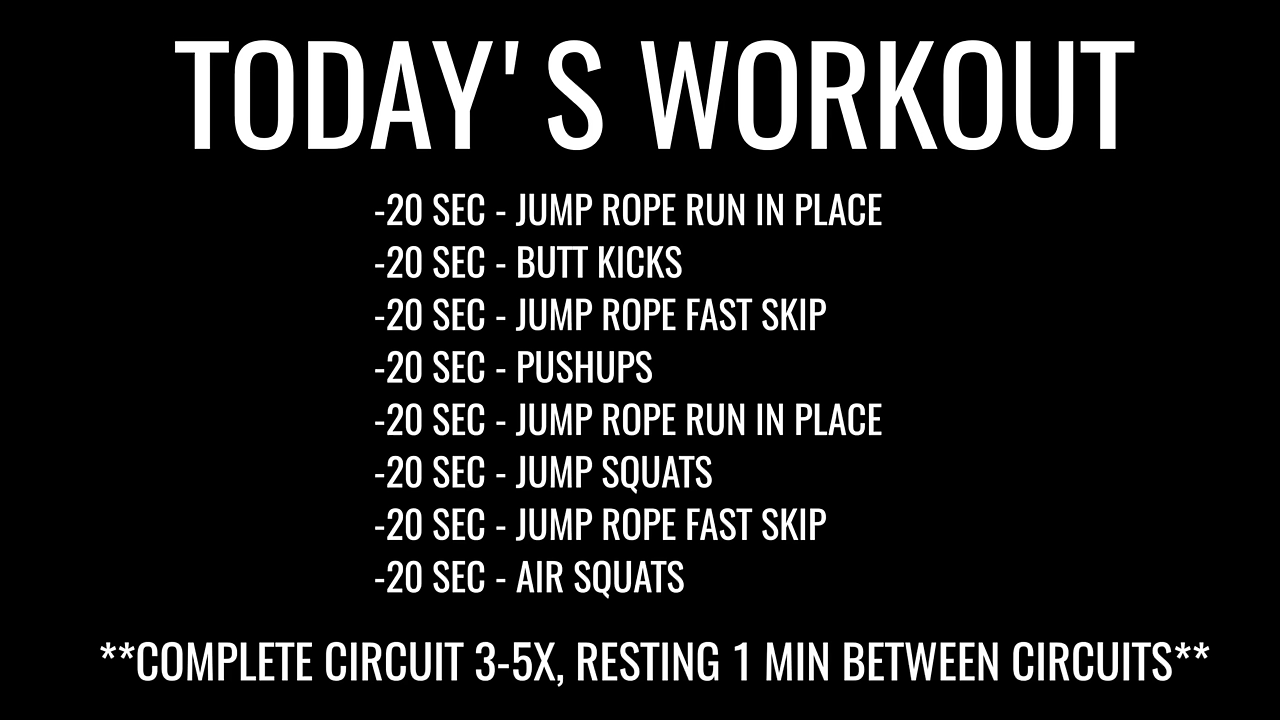 TODAY'S WORKOUT
-20 SEC - JUMP ROPE RUN IN PLACE
-20 SEC - BUTT KICKS
-20 SEC - JUMP ROPE FAST SKIP
-20 SEC - PUSHUPS
-20 SEC - JUMP ROPE RUN IN PLACE
-20 SEC - JUMP SQUATS
-20 SEC - JUMP ROPE FAST SKIP
-20 SEC - AIR SQUATS
**COMPLETE CIRCUIT 3-5X, RESTING 1 MIN BETWEEN CIRCUITS**